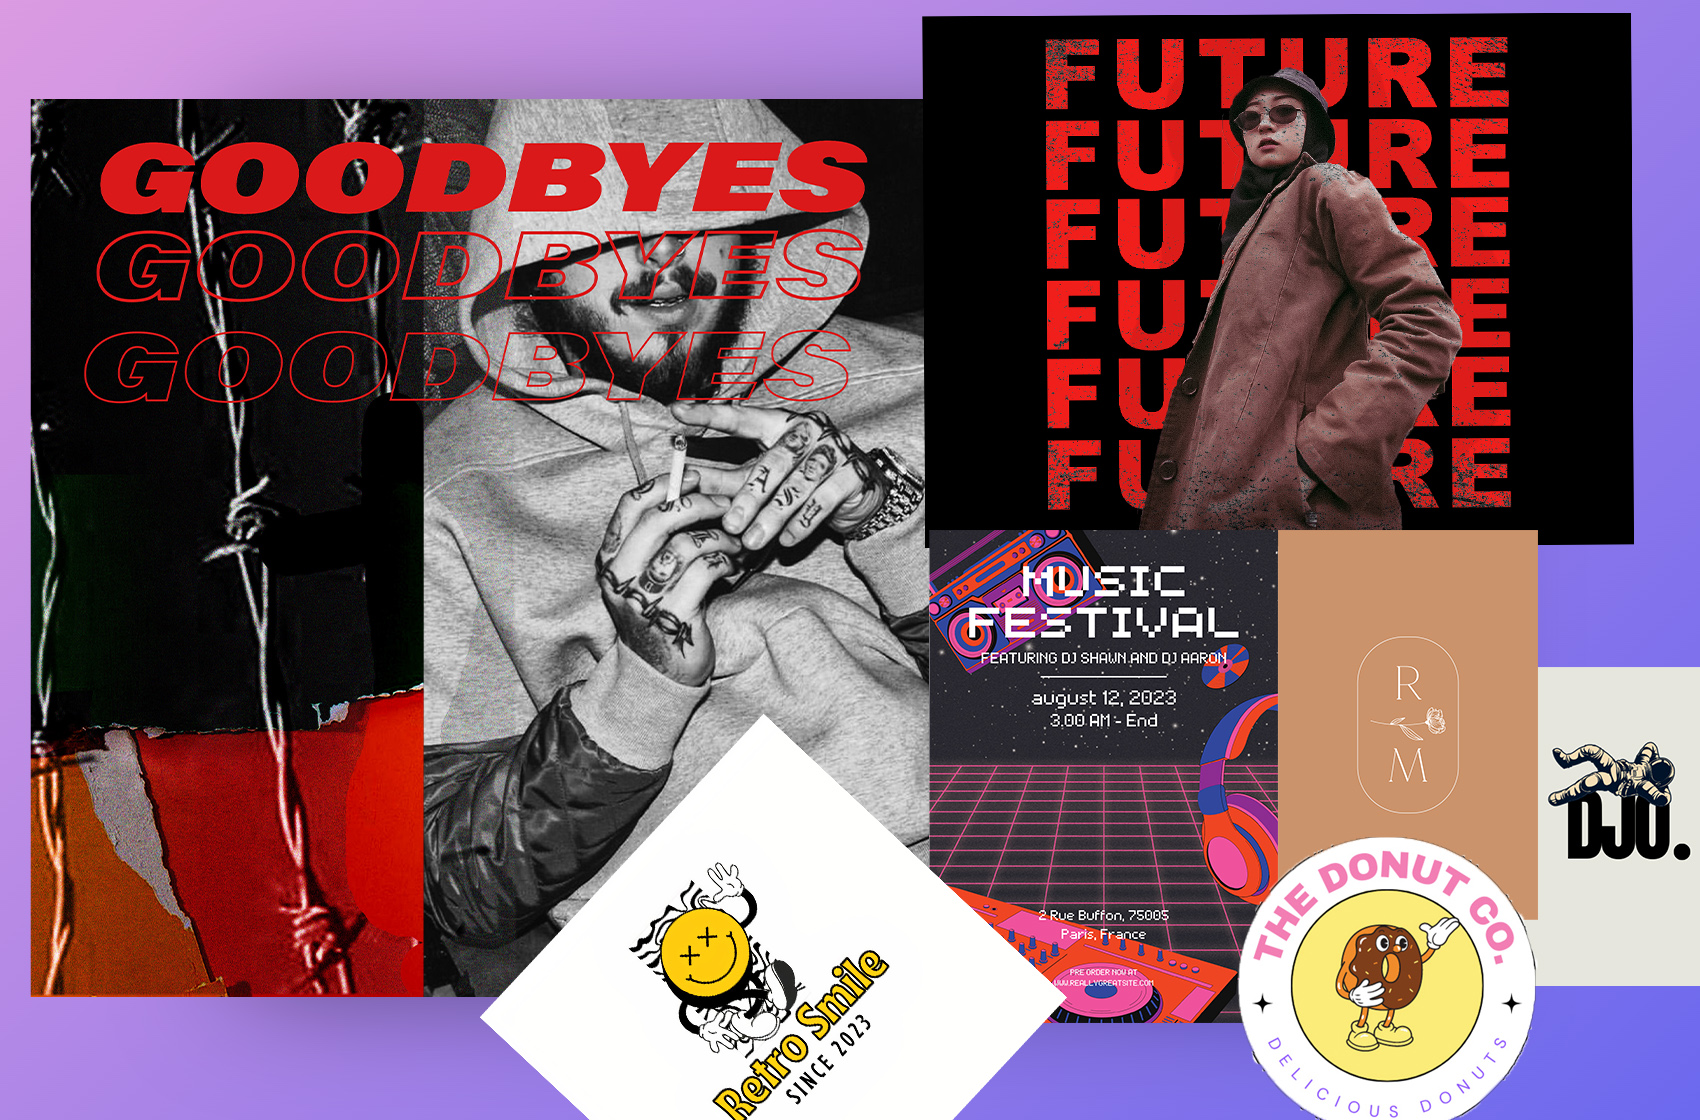 GOODBYES
GOODBYES
GOODBYES
FUTURE
FUTURE
FUTURE
FUTURE
FUTURE
FUTURE
MUSIC
FESTIVAL
FEATURING DJ SHAWN AND DJ AARON
august 12, 2023
3.00 AM - End
2 Rue Buffon, 75005
Paris, France
PRE ORDER NOW AT
WWW.REALLYGREATSITE.COM
R
M
DJO.
Retro Smile
SINCE 2023
THE DONUT CO.
DELICIOUS DONUTS